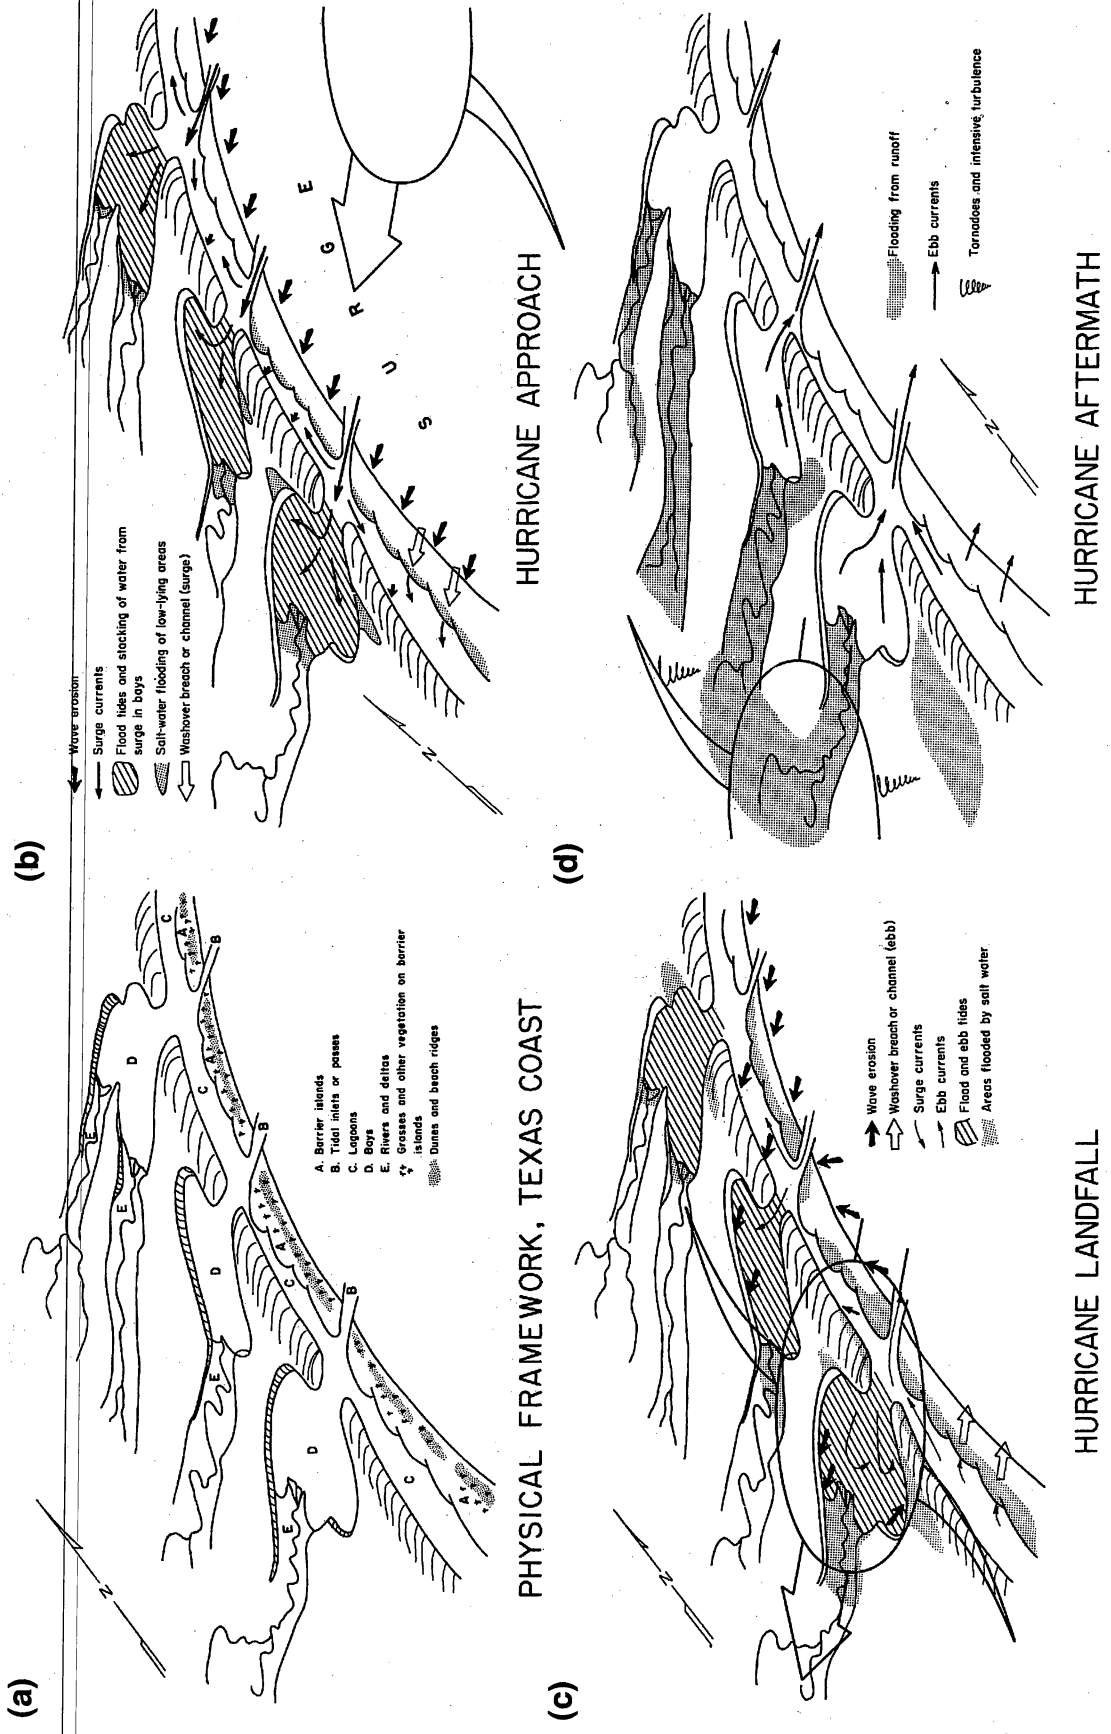 (a)
N
E
E
D
C
A
B
D
E
C
A
B
D
E
C
A
B
C
A
A. Barrier islands
B. Tidal inlets or passes
C. Lagoons
D. Bays
E. Rivers and deltas
Grasses and other vegetation on barrier
islands
Dunes and beach ridges
PHYSICAL FRAMEWORK, TEXAS COAST
(b)
Wave erosion
Surge currents
Flood tides and stacking of water from
surge in bays
Salt-water flooding of low-lying areas
Washover breach or channel (surge)
N
S U R G E
HURRICANE APPROACH
(c)
N
Wave erosion
Washover breach or channel (ebb)
Surge currents
Ebb currents
Flood and ebb tides
Areas flooded by salt water
HURRICANE LANDFALL
(d)
Flooding from runoff
Ebb currents
Tornadoes and intensive turbulence
N
HURRICANE AFTERMATH